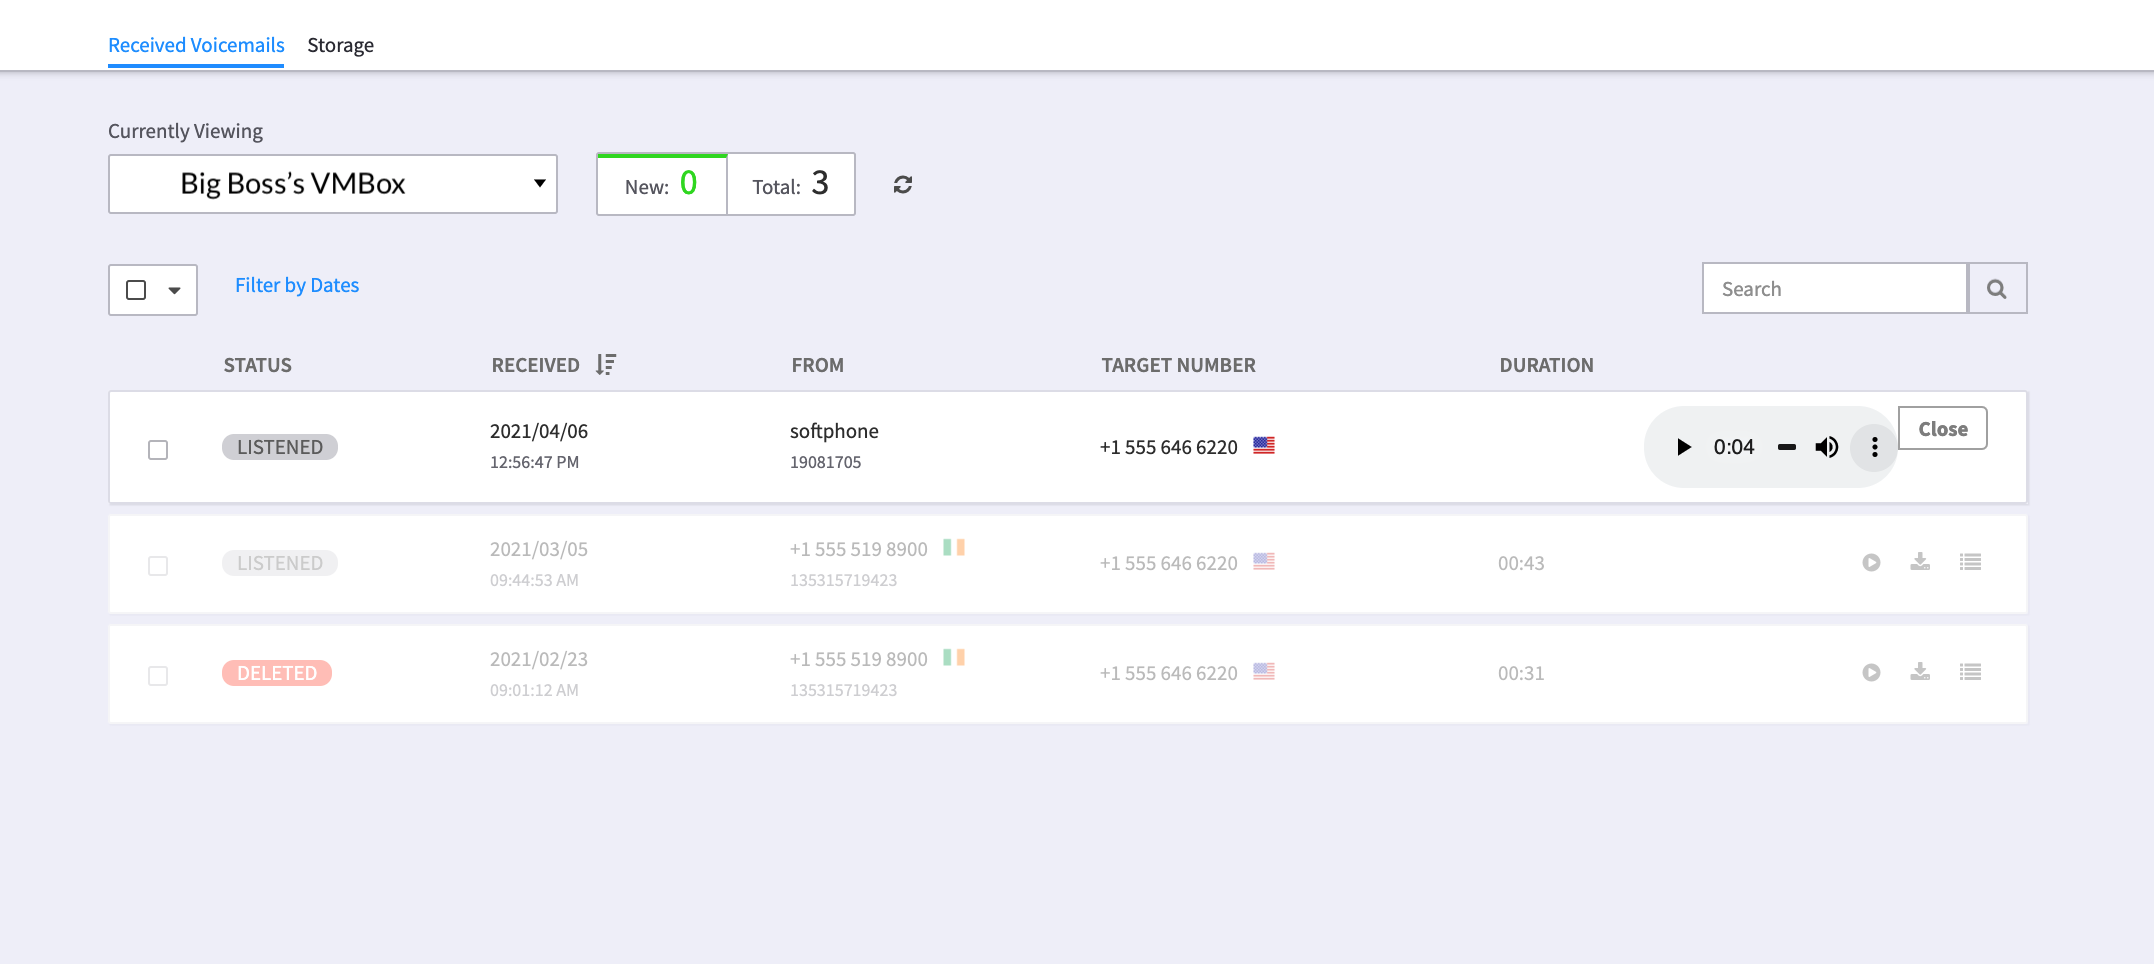 Received Voicemails Storage
Currently Viewing
Big Boss’s VMBox New: 0 Total: 3
Filter by Dates Search
STATUS RECEIVED FROM TARGET NUMBER DURATION
LISTENED 2021/04/06 12:56:47 PM softphone 19081705 +1 555 646 6220 0:04 Close
LISTENED 2021/03/05 09:44:53 AM +1 555 519 8900 135315719423 +1 555 646 6220 00:43
DELETED 2021/02/23 09:01:12 AM +1 555 519 8900 135315719423 +1 555 646 6220 00:31